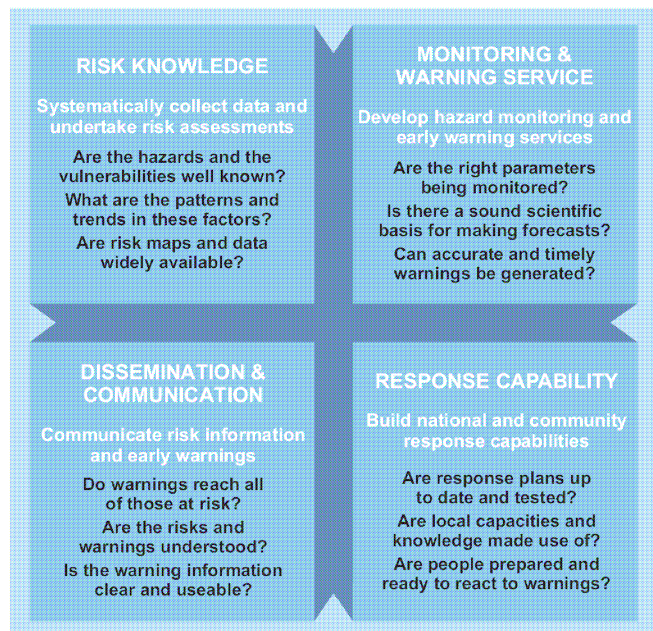 RISK KNOWLEDGE
Systematically collect data and
undertake risk assessments
Are the hazards and the
vulnerabilities well known?
What are the patterns and
trends in these factors?
Are risk maps and data
widely available?
MONITORING &
WARNING SERVICE
Develop hazard monitoring and
early warning services
Are the right parameters
being monitored?
Is there a sound scientific
basis for making forecasts?
Can accurate and timely
warnings be generated?
DISSEMINATION &
COMMUNICATION
Communicate risk information
and early warnings
Do warnings reach all
of those at risk?
Are the risks and
warnings understood?
Is the warning information
clear and useable?
RESPONSE CAPABILITY
Build national and community
response capabilities
Are response plans up
to date and tested?
Are local capacities and
knowledge made use of?
Are people prepared and
ready to react to warnings?